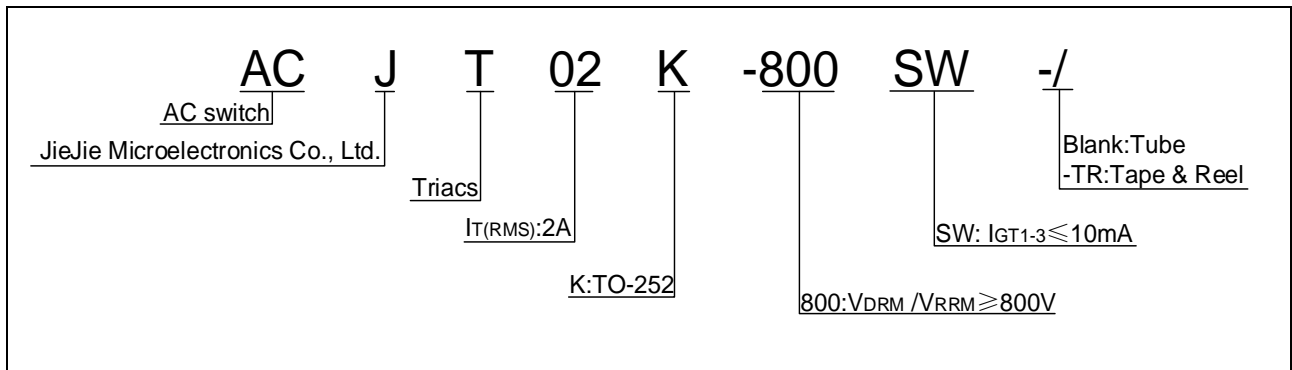 AC J T 02 K -800 SW -/
AC switch
JieJie Microelectronics Co., Ltd.
Triacs
IT(RMS):2A
K:TO-252
800:VDRM /VRRM≥800V
SW: IGT1-3≤10mA
Blank:Tube
-TR:Tape & Reel